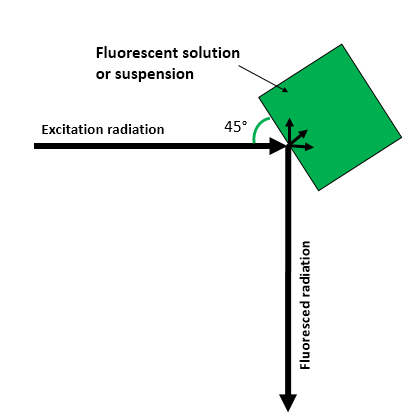 Fluorescent solution
or suspension
Excitation radiation
45°
Fluoresced radiation